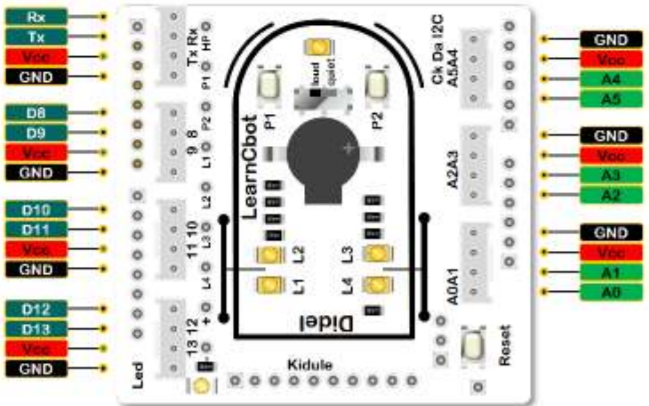 Rx
Tx
Vcc
GND
D8
D9
Vcc
GND
D10
D11
Vcc
GND
D12
D13
Vcc
GND
Tx Rx
HP
P1
9 8
P2
L1
11 10
L2
L3
L4
13 12
+
Led
loud
quiet
P1
P2
LearnCbot
+
L2
L1
L3
L4
Didel
Kidule
Reset
Ck Da I2C
A5A4
A2A3
A0A1
GND
Vcc
A4
A5
GND
Vcc
A3
A2
GND
Vcc
A1
A0